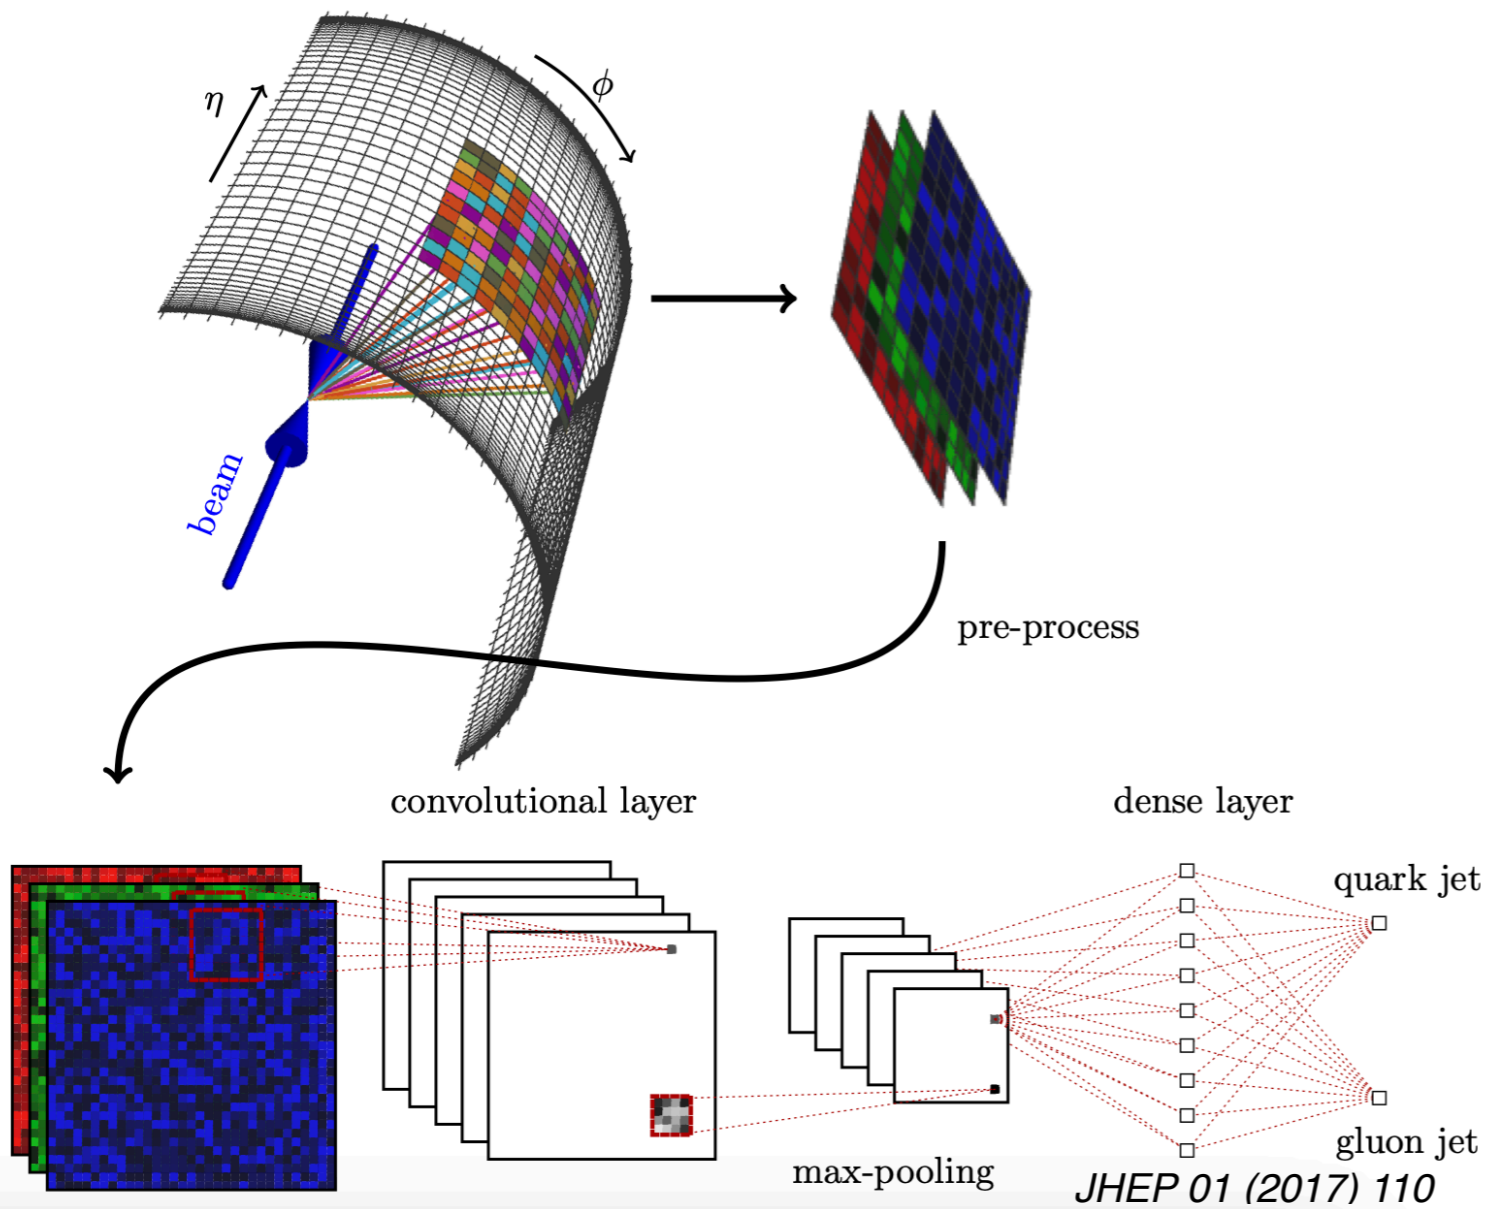 η
ϕ
beam
pre-process
convolutional layer
dense layer
quark jet
gluon jet
max-pooling
JHEP 01 (2017) 110